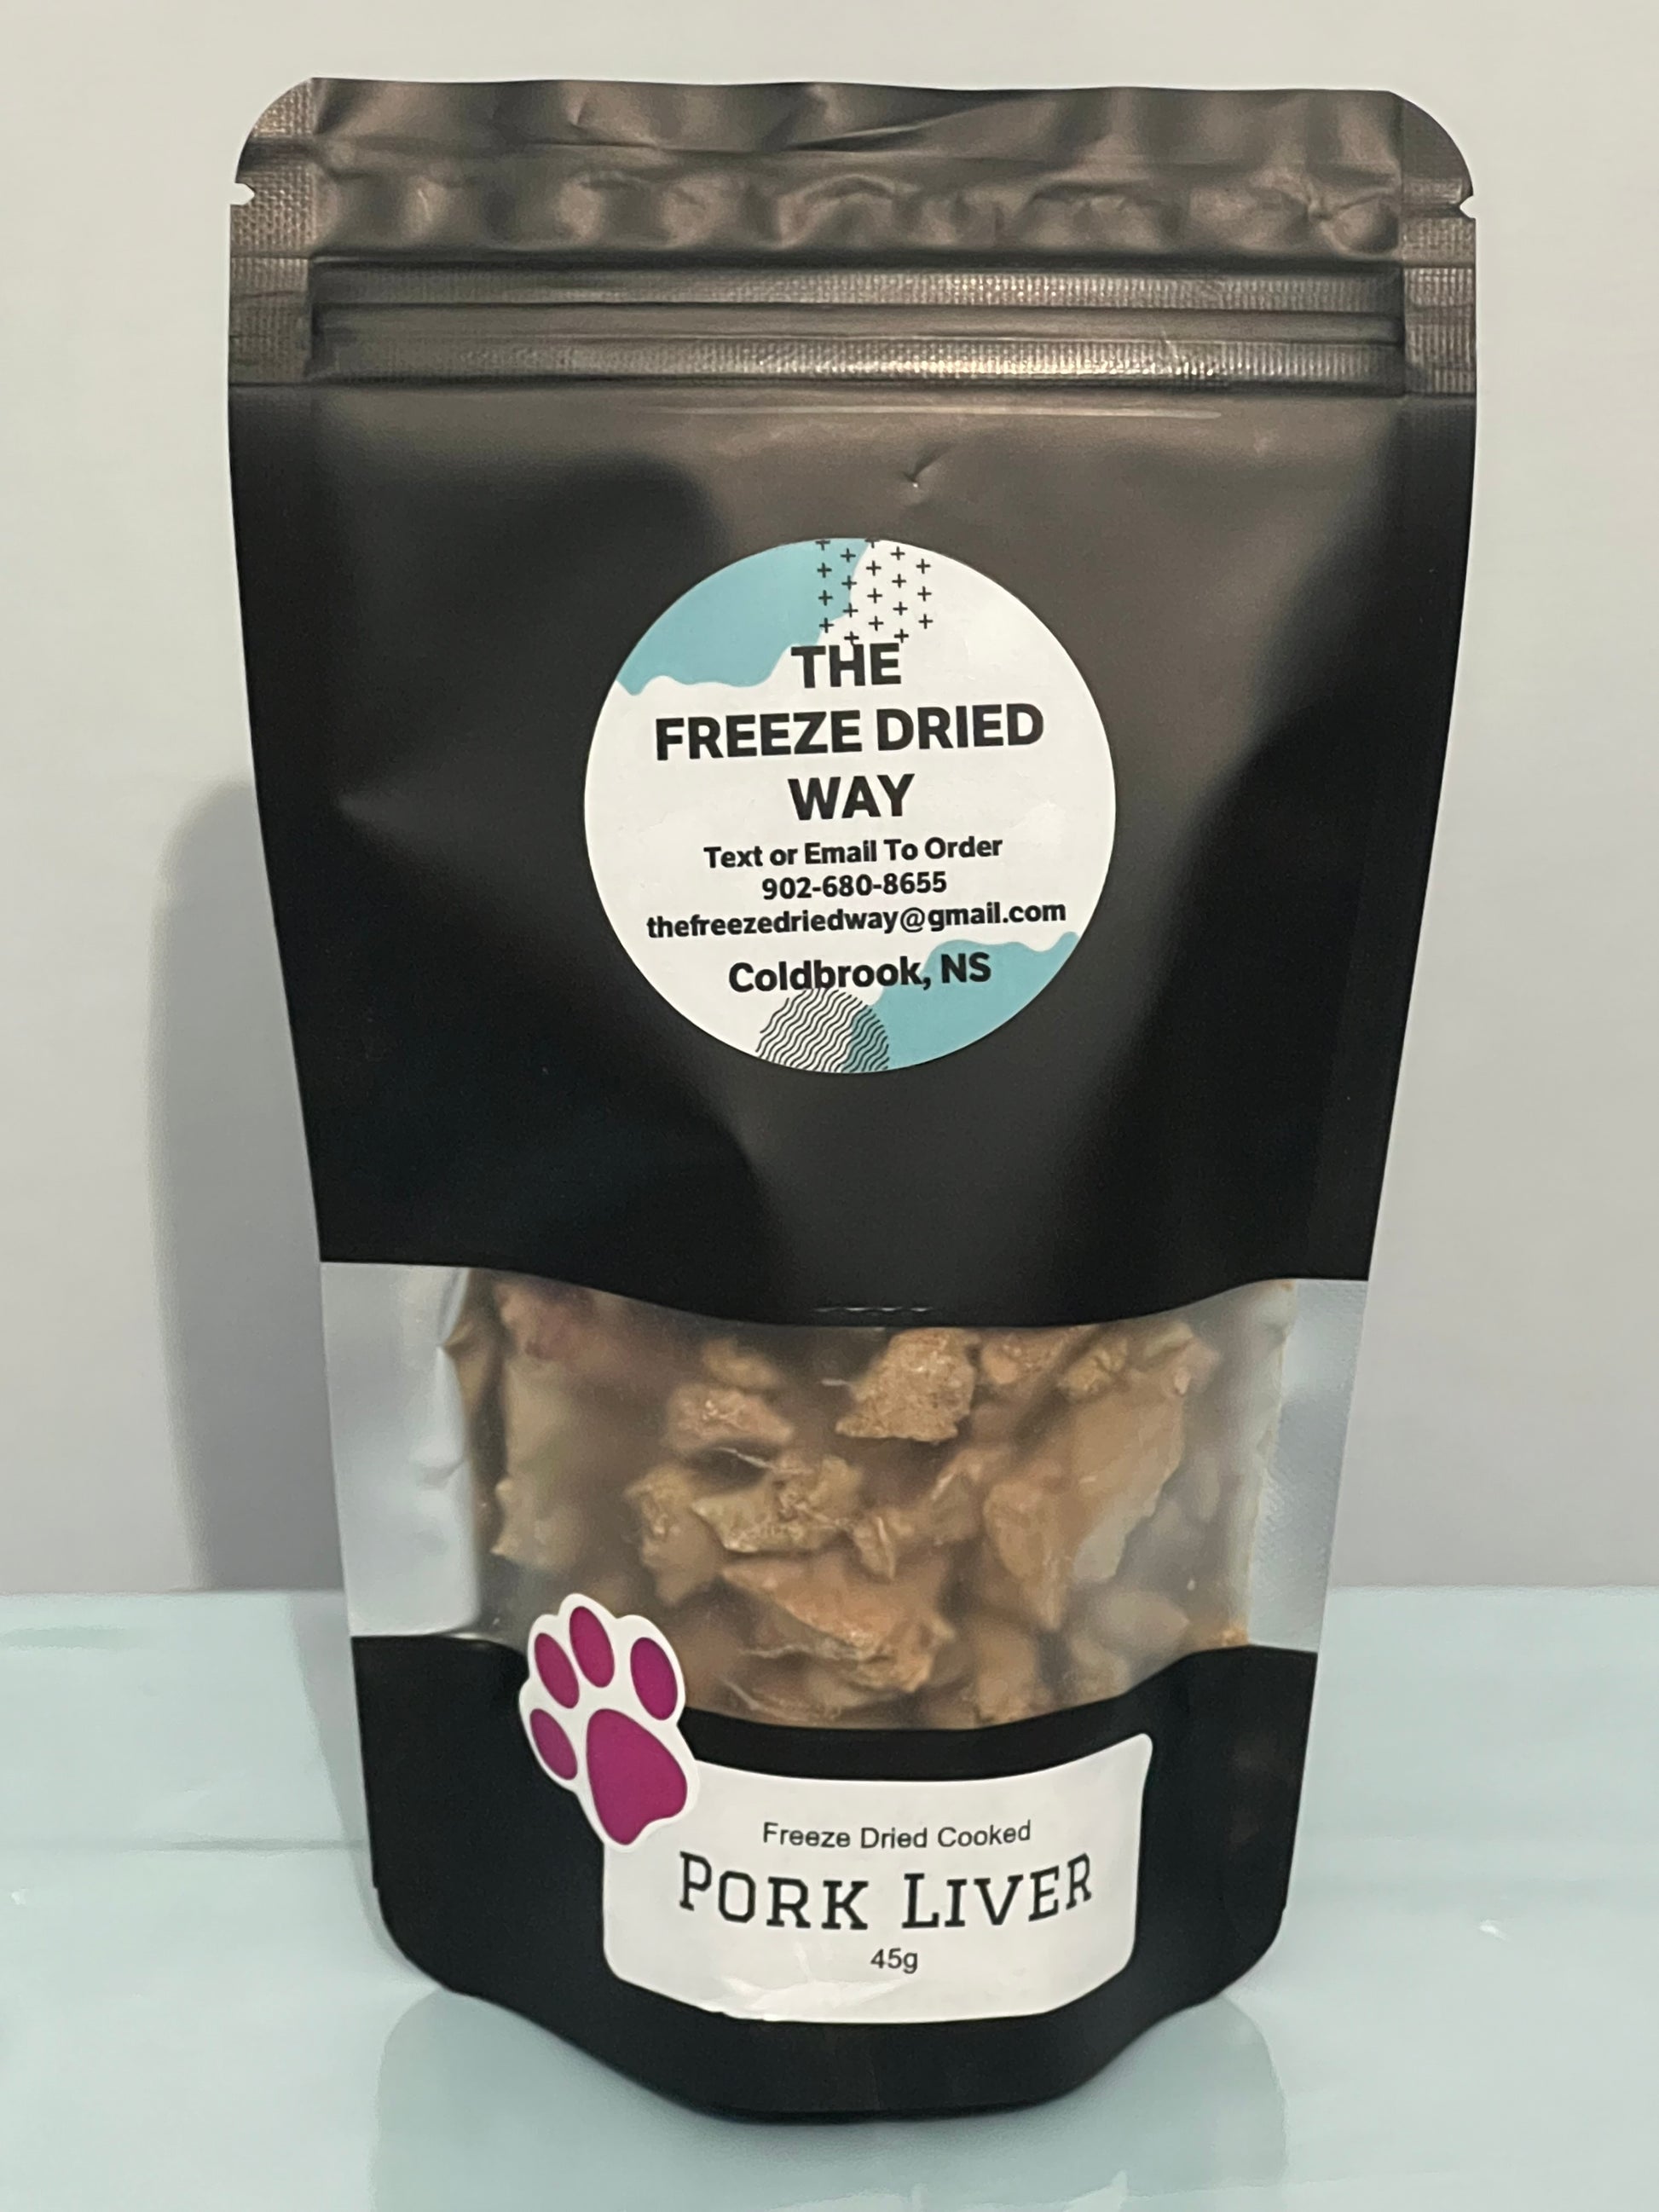 THE
FREEZE DRIED
WAY
Text or Email To Order
902-680-8655
thefreezedriedway@gmail.com
Coldbrook, NS
Freeze Dried Cooked
PORK LIVER
45g